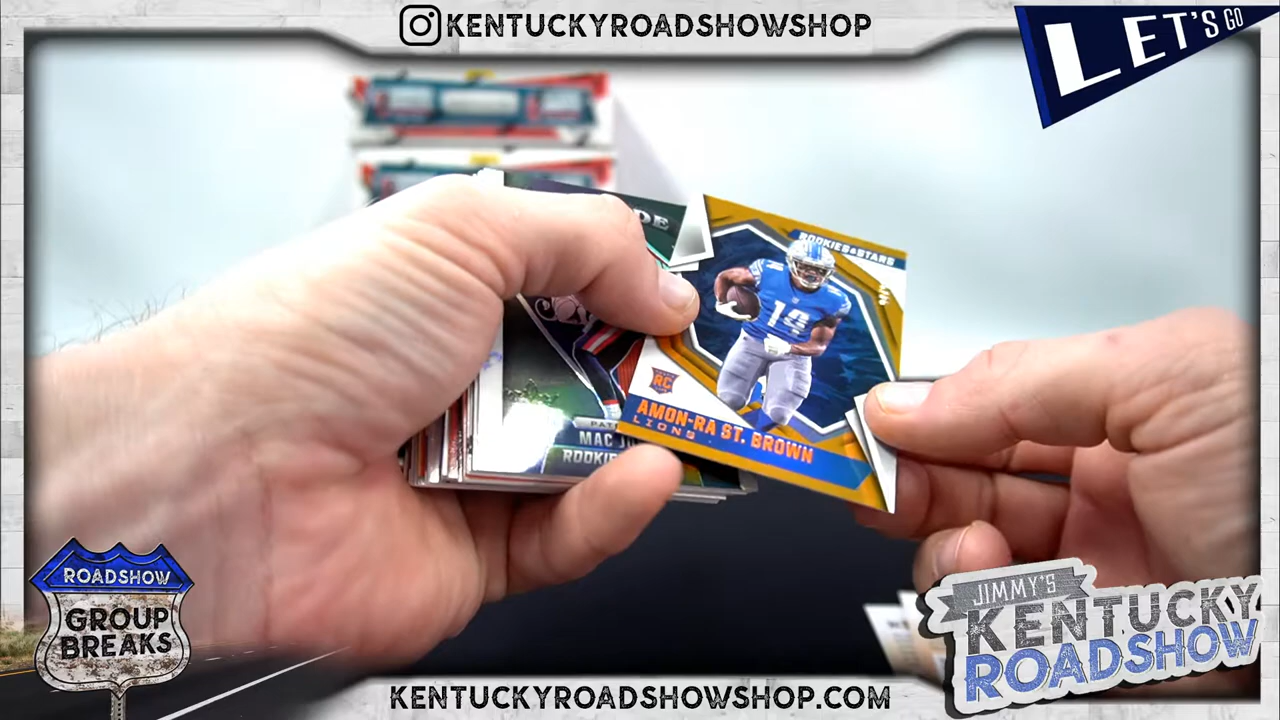 KENTUCKYROADSHOWSHOP
LET'S GO
ROOKIES&STARS
14
RC
AMON-RA ST. BROWN
LIONS
MAC
ROOKIE
ROADSHOW
GROUP
BREAKS
JIMMY'S
KENTUCKY
ROADSHOW
KENTUCKYROADSHOWSHOP.COM